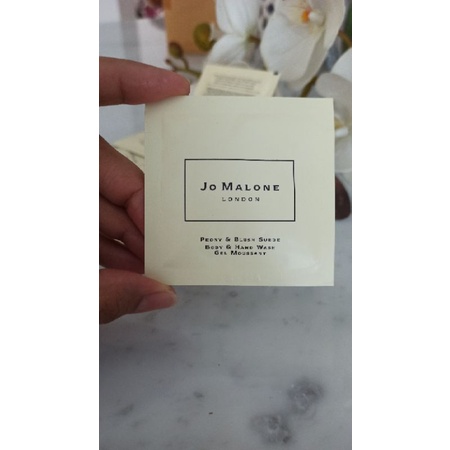 JO MALONE
LONDON
PEONY & BLUSH SUEDE
BODY & HAND WASH
GEL MOUSSANT